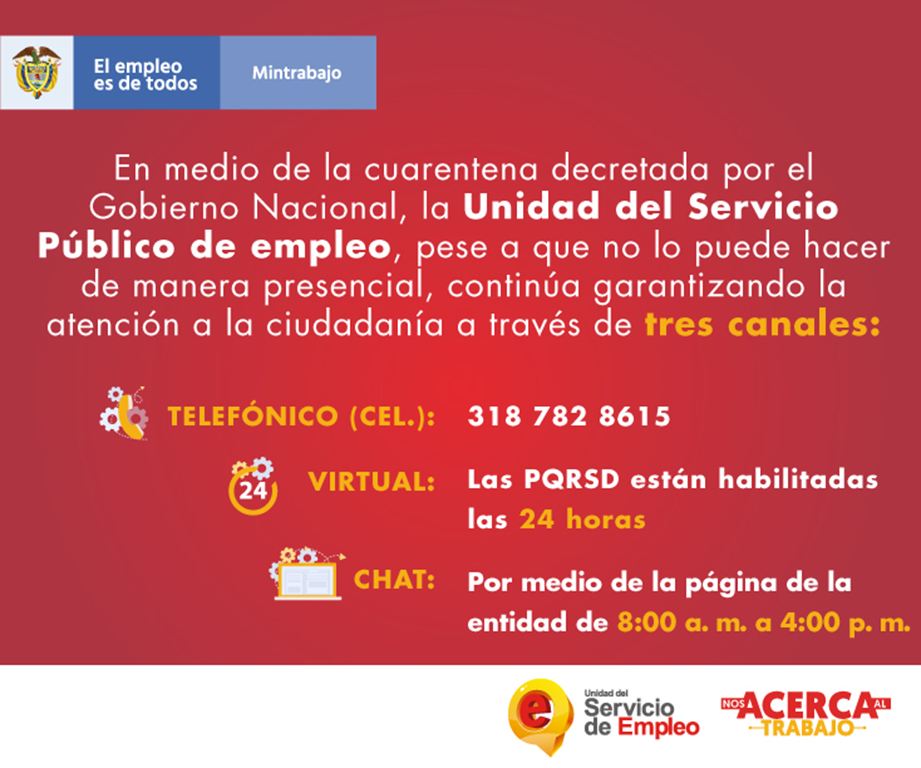 El empleo
es de todos
Mintrabajo
En medio de la cuarentena decretada por el
Gobierno Nacional, la Unidad del Servicio
Público de empleo, pese a que no lo puede hacer
de manera presencial, continúa garantizando la
atención a la ciudadanía a través de tres canales:
TELEFÓNICO (CEL.): 318 782 8615
24
VIRTUAL: Las PQRSD están habilitadas
las 24 horas
CHAT: Por medio de la página de la
entidad de 8:00 a. m. a 4:00 p. m.
e
Unidad del
Servicio
de Empleo
NOS ACERCA AL
TRABAJO